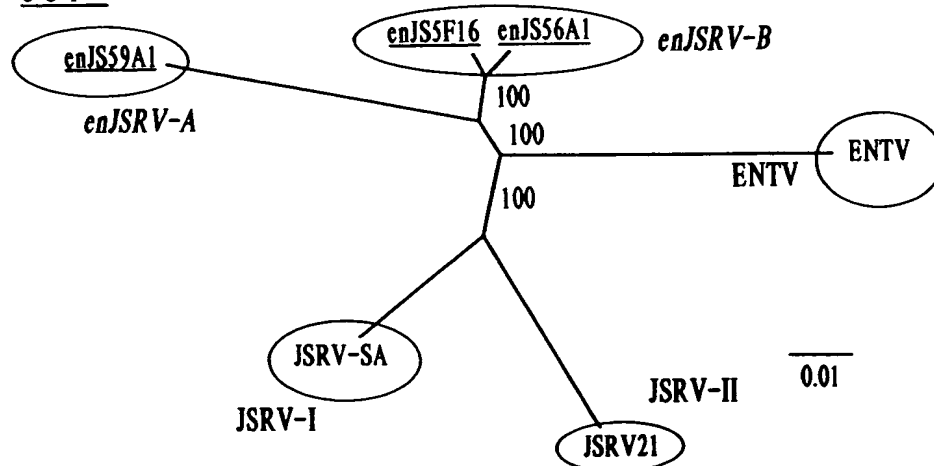 enJS5F16 enJS56A1
enJSRV-B
enJS59A1
enJSRV-A
100
100
ENTV
ENTV
100
JSRV-SA
JSRV-I
JSRV-II
0.01
JSRV21